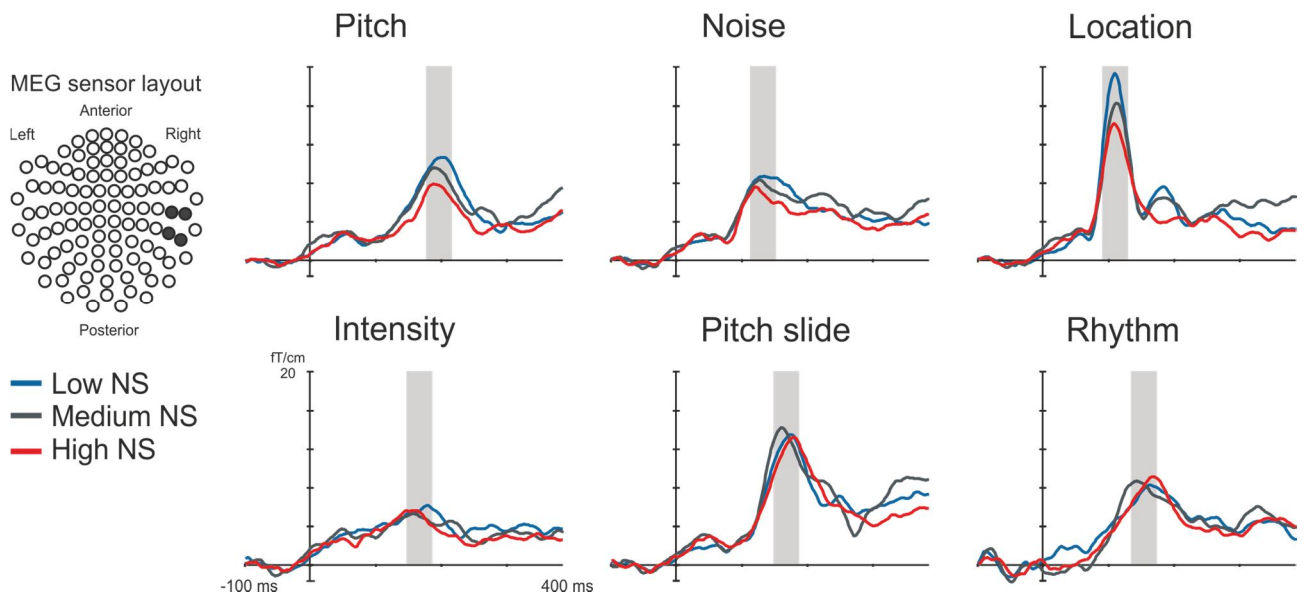 Pitch
Noise
Location
MEG sensor layout
Anterior
Left
Right
Posterior
Intensity
Pitch slide
Rhythm
fT/cm
20
Low NS
Medium NS
High NS
-100 ms
400 ms